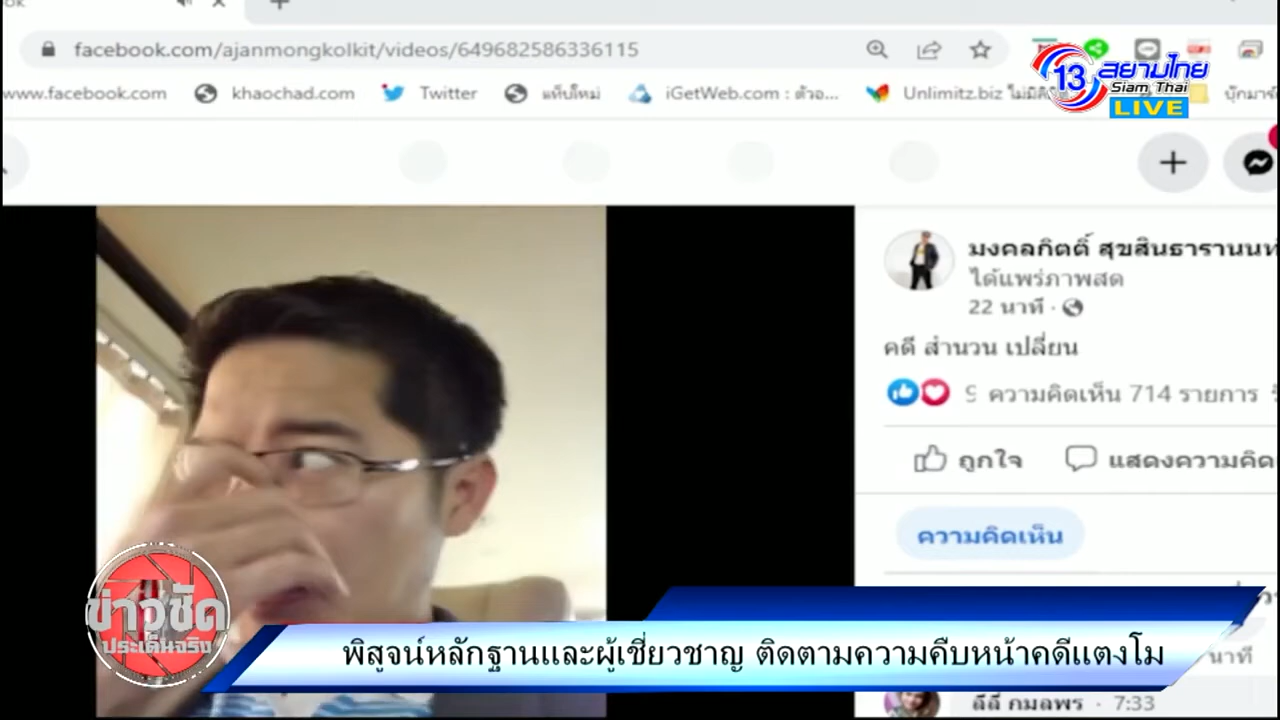 facebook.com/ajanmongkolkit/videos/649682586336115
www.facebook.com khaochad.com Twitter แท็บใหม่ iGetWeb.com : ตัวอ... Unlimitz.biz
13 สยามไทย
Siam Thai
LIVE
มงคลกิตติ์ สุขสินธารานนท
ได้แพร่ภาพสด
22 นาที ·
คดี สำนวน เปลี่ยน
9 ความคิดเห็น 714 รายการ
ถูกใจ แสดงความคิด
ความคิดเห็น
ข่าวชัด
ประเด็นจริง
พิสูจน์หลักฐานและผู้เชี่ยวชาญ ติดตามความคืบหน้าคดีแตงโม
นาที
ลีลี กมลพร · 7:33